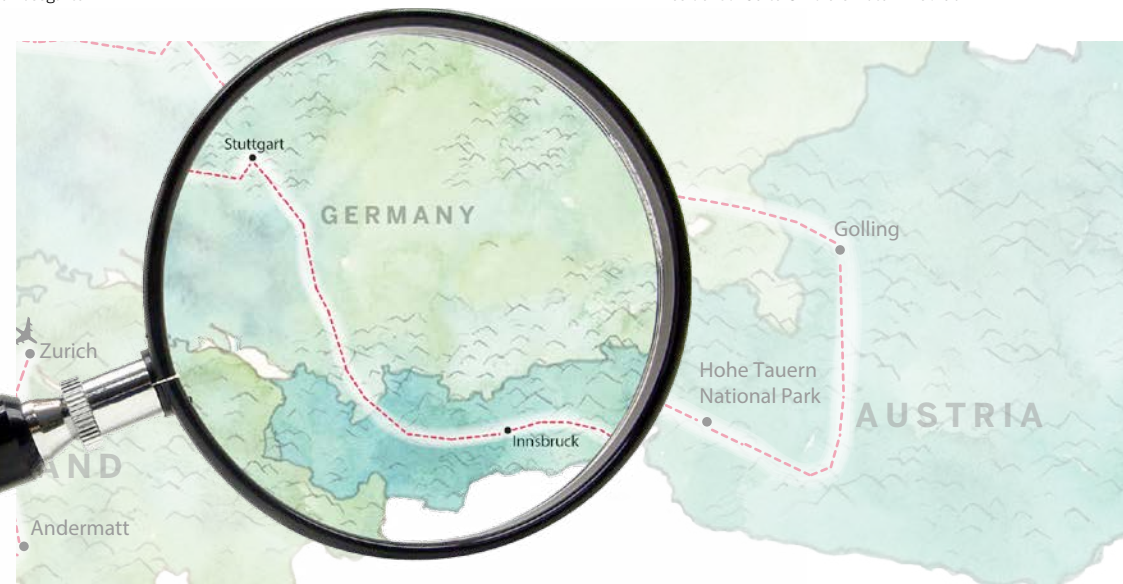 Stuttgart
GERMANY
Golling
Zurich
Hohe Tauern
National Park
AUSTRIA
Innsbruck
AND
Andermatt